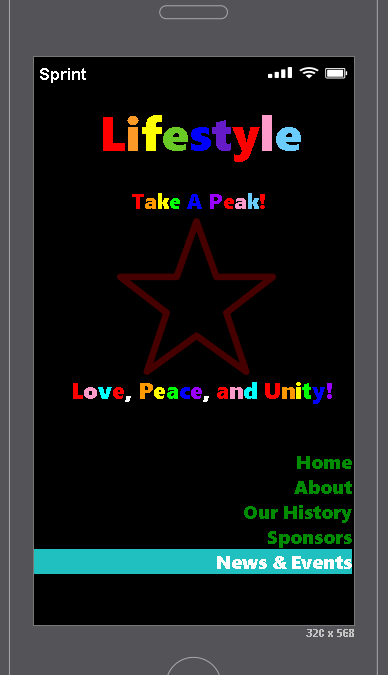 Sprint
Lifestyle
Take A Peak!
Love, Peace, and Unity!
Home
About
Our History
Sponsors
News & Events
320 x 568